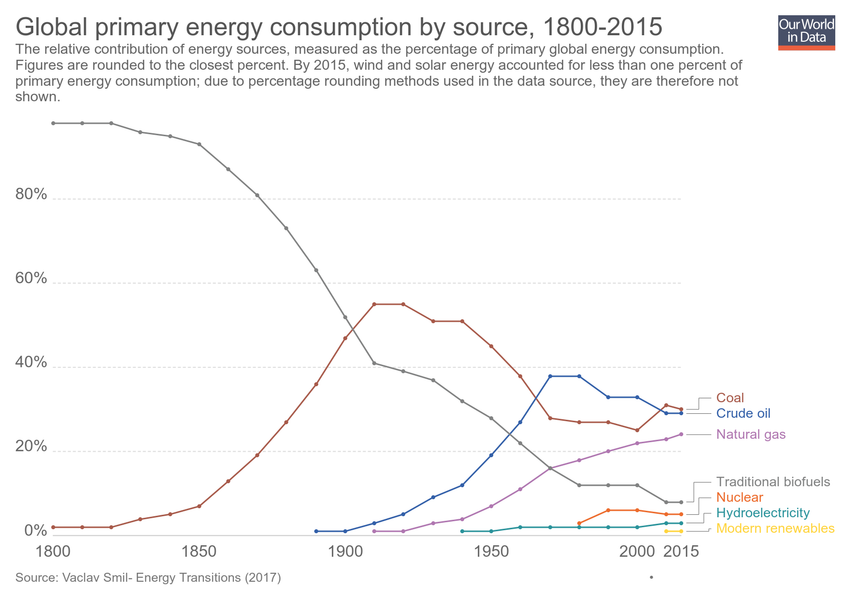 Global primary energy consumption by source, 1800-2015
Our World
in Data
The relative contribution of energy sources, measured as the percentage of primary global energy consumption.
Figures are rounded to the closest percent. By 2015, wind and solar energy accounted for less than one percent of
primary energy consumption; due to percentage rounding methods used in the data source, they are therefore not
shown.
80%
60%
40%
20%
0%
Coal
Crude oil
Natural gas
Traditional biofuels
Nuclear
Hydroelectricity
Modern renewables
1800 1850 1900 1950 2000 2015
Source: Vaclav Smil- Energy Transitions (2017)